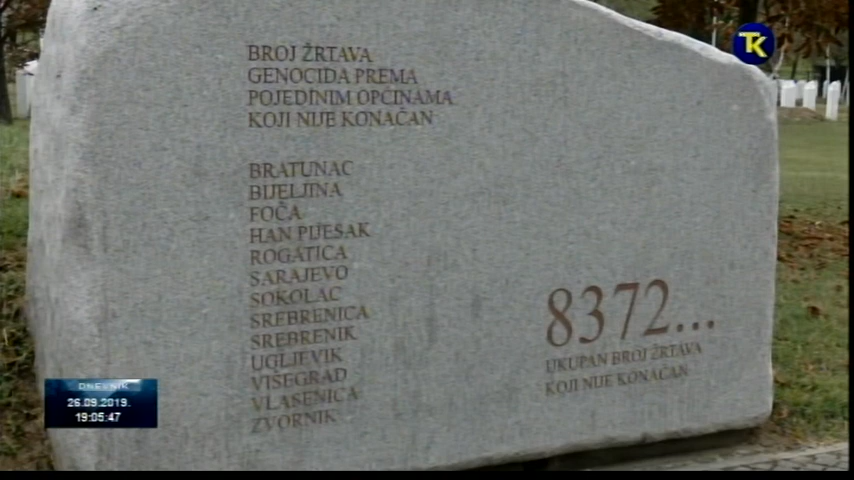 BROJ ŽRTAVA
GENOCIDA PREMA
POJEDINIM OPĆINAMA
KOJI NIJE KONAČAN
BRATUNAC
BIJELJINA
FOČA
HAN PIJESAK
ROGATICA
SARAJEVO
SOKOLAC
SREBRENICA
SREBRENIK
UGLJEVIK
VIŠEGRAD
VLASENICA
ZVORNIK
8372...
UKUPAN BROJ ŽRTAVA
KOJI NIJE KONAČAN
TK
DNEVNIK
26.09.2019.
19:05:47